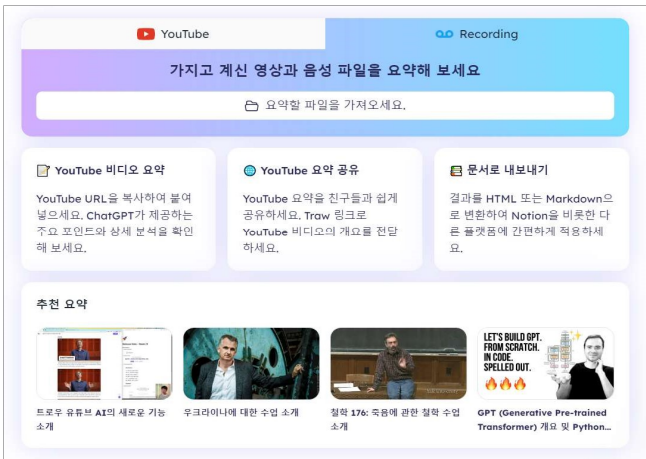 YouTube
Recording
가지고 계신 영상과 음성 파일을 요약해 보세요
요약할 파일을 가져오세요.
YouTube 비디오 요약
YouTube URL을 복사하여 붙여
넣으세요. ChatGPT가 제공하는
주요 포인트와 상세 분석을 확인
해 보세요.
YouTube 요약 공유
YouTube 요약을 친구들과 쉽게
공유하세요. Traw 링크로
YouTube 비디오의 개요를 전달
하세요.
문서로 내보내기
결과를 HTML 또는 Markdown으
로 변환하여 Notion을 비롯한 다
른 플랫폼에 간편하게 적용하세
요.
추천 요약
트로우 유튜브 AI의 새로운 기능
소개
우크라이나에 대한 수업 소개
철학 176: 죽음에 관한 철학 수업
소개
LET'S BUILD GPT.
FROM SCRATCH.
IN CODE.
SPELLED OUT.
GPT (Generative Pre-trained
Transformer) 개요 및 Python...